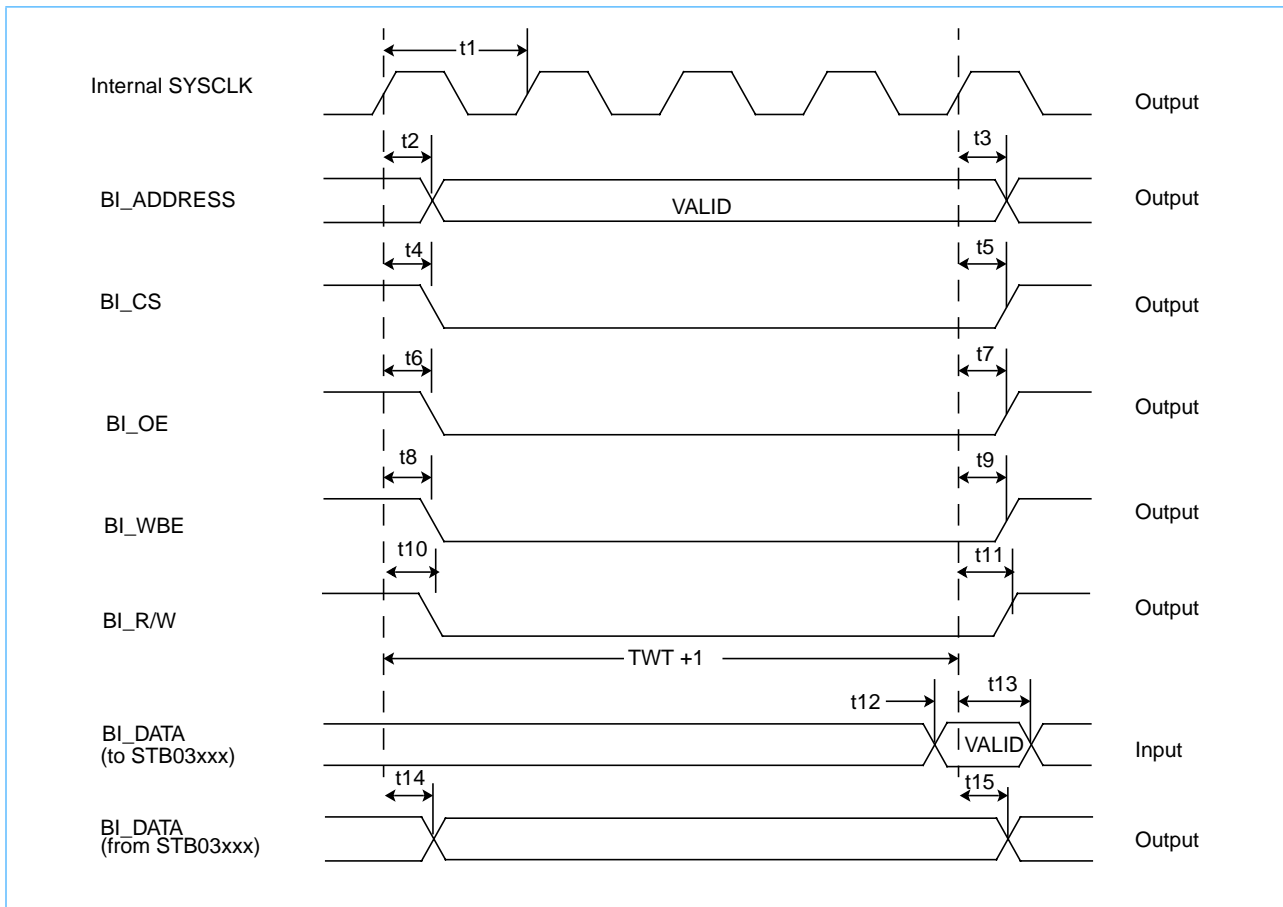 t1
Internal SYSCLK
Output
t2
t3
BI_ADDRESS
VALID
Output
t4
t5
BI_CS
Output
t6
t7
BI_OE
Output
t8
t9
BI_WBE
Output
t10
t11
BI_R/W
Output
TWT +1
t12
t13
BI_DATA
(to STB03xxx)
VALID
Input
t14
t15
BI_DATA
(from STB03xxx)
Output